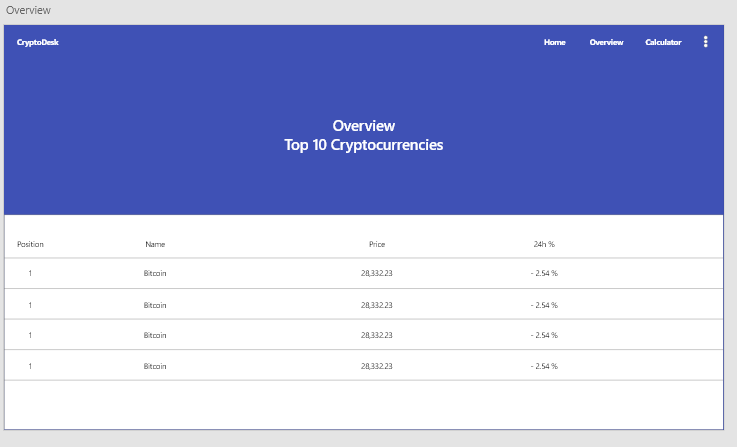 Overview
CryptoDesk Home Overview Calculator
Overview
Top 10 Cryptocurrencies
Position Name Price 24h %
1 Bitcoin 28,332.23 - 2.54 %
1 Bitcoin 28,332.23 - 2.54 %
1 Bitcoin 28,332.23 - 2.54 %
1 Bitcoin 28,332.23 - 2.54 %